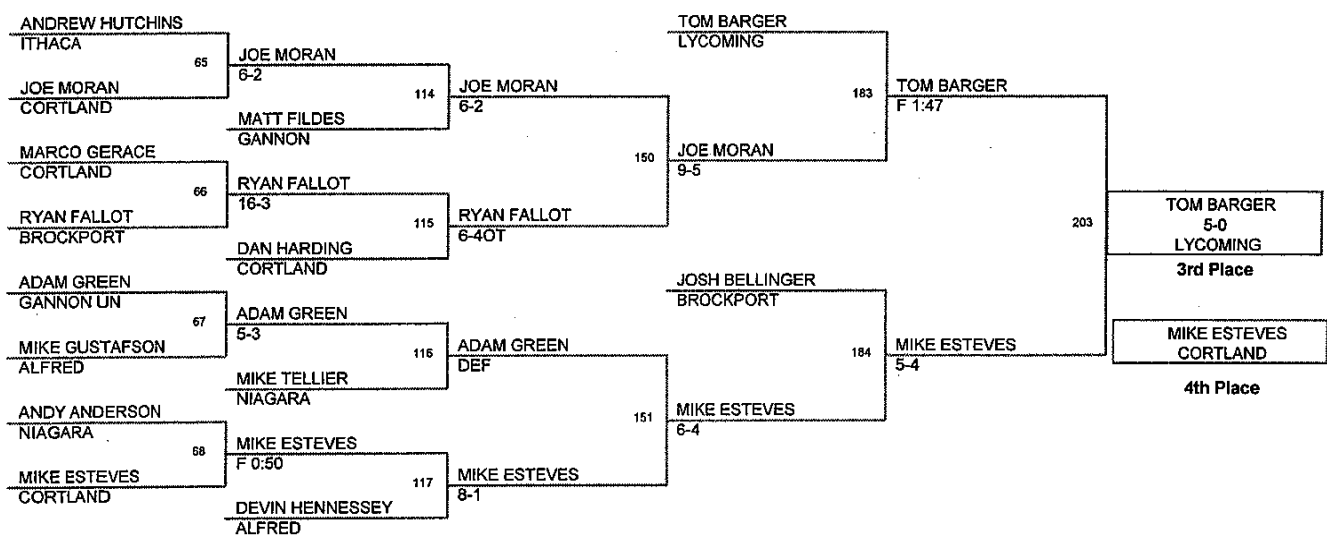 ANDREW HUTCHINS
ITHACA
65
JOE MORAN
6-2
JOE MORAN
CORTLAND
114
JOE MORAN
6-2
MATT FILDES
GANNON
MARCO GERACE
CORTLAND
66
RYAN FALLOT
16-3
RYAN FALLOT
BROCKPORT
115
RYAN FALLOT
6-4OT
DAN HARDING
CORTLAND
150
JOE MORAN
9-5
TOM BARGER
LYCOMING
183
TOM BARGER
F 1:47
ADAM GREEN
GANNON UN
67
ADAM GREEN
5-3
MIKE GUSTAFSON
ALFRED
116
ADAM GREEN
DEF
MIKE TELLIER
NIAGARA
ANDY ANDERSON
NIAGARA
68
MIKE ESTEVES
F 0:50
MIKE ESTEVES
CORTLAND
117
MIKE ESTEVES
8-1
DEVIN HENNESSEY
ALFRED
151
MIKE ESTEVES
6-4
JOSH BELLINGER
BROCKPORT
184
MIKE ESTEVES
5-4
203
TOM BARGER
5-0
LYCOMING
3rd Place
MIKE ESTEVES
CORTLAND
4th Place